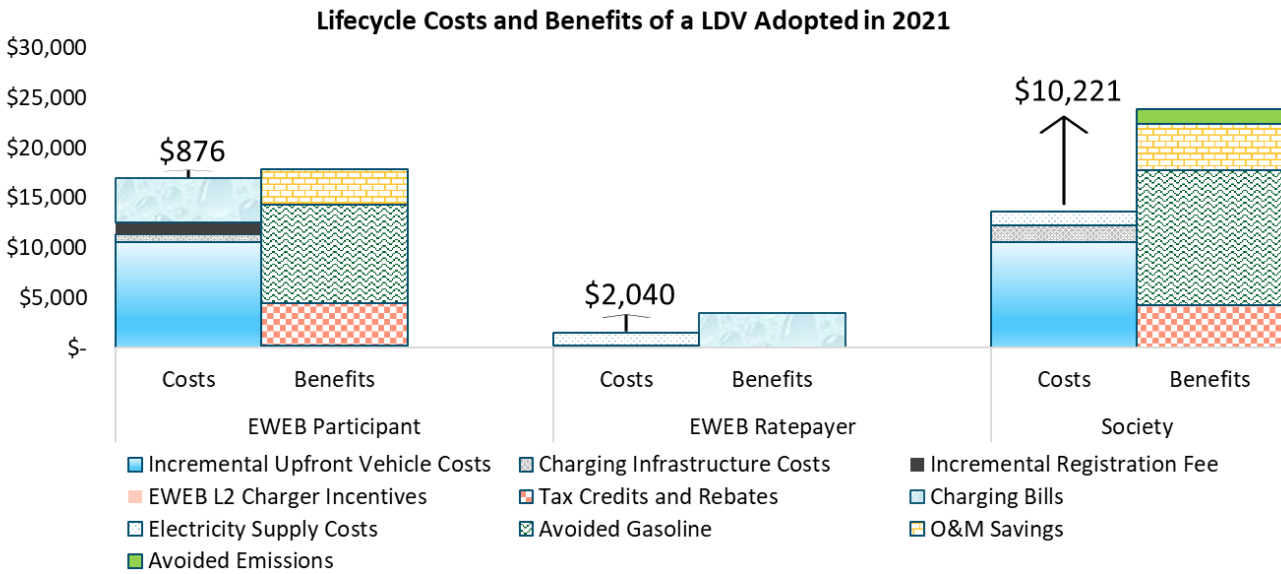 Lifecycle Costs and Benefits of a LDV Adopted in 2021
$30,000
$25,000
$20,000
$15,000
$10,000
$5,000
$-
$876
$2,040
$10,221
Costs Benefits Costs Benefits Costs Benefits
EWEB Participant EWEB Ratepayer Society
Incremental Upfront Vehicle Costs Charging Infrastructure Costs Incremental Registration Fee
EWEB L2 Charger Incentives Tax Credits and Rebates Charging Bills
Electricity Supply Costs Avoided Gasoline O&M Savings
Avoided Emissions